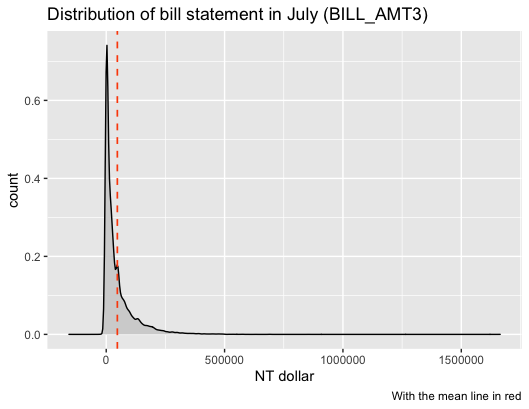 Distribution of bill statement in July (BILL_AMT3)
count
0.6
0.4
0.2
0.0
0
500000
1000000
1500000
NT dollar
With the mean line in red